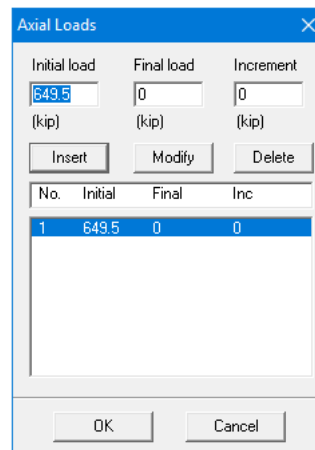 Axial Loads
Initial load Final load Increment
649.5 0 0
(kip) (kip) (kip)
Insert Modify Delete
No. Initial Final Inc
1 649.5 0 0
OK Cancel